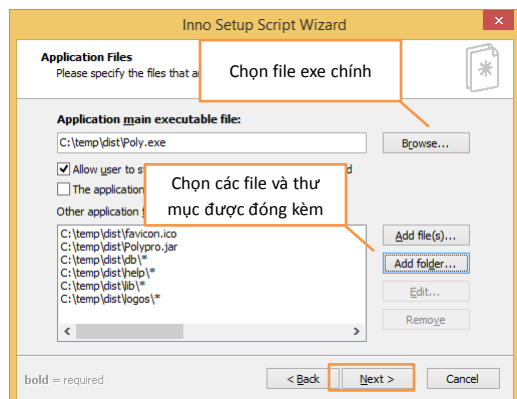 Inno Setup Script Wizard
Application Files
Please specify the files that a
Chọn file exe chính
Application main executable file:
C:\temp\dist\Poly.exe
Browse...
Allow user to s
d
The application
Chọn các file và thư
mục được đóng kèm
Other application
C:\temp\dist\favicon.ico
C:\temp\dist\Polypro.jar
C:\temp\dist\db\*
C:\temp\dist\help\*
C:\temp\dist\lib\*
C:\temp\dist\logos\*
Add file(s)...
Add folder...
Edit...
Remove
bold = required
< Back
Next >
Cancel